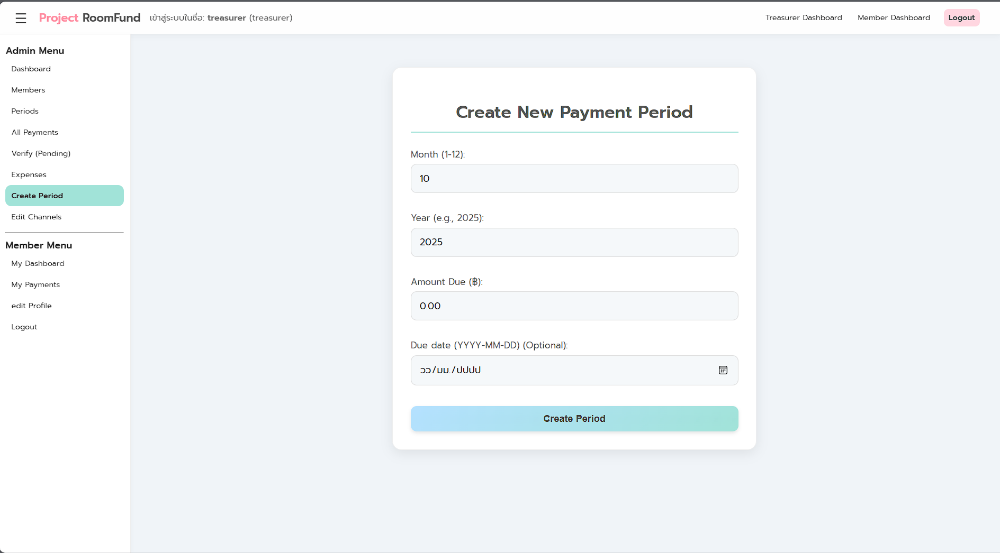 Project RoomFund เข้าสู่ระบบในชื่อ: treasurer (treasurer) Treasurer Dashboard Member Dashboard Logout
Admin Menu
Dashboard
Members
Periods
All Payments
Verify (Pending)
Expenses
Create Period
Edit Channels
Member Menu
My Dashboard
My Payments
edit Profile
Logout
Create New Payment Period
Month (1-12):
10
Year (e.g., 2025):
2025
Amount Due (฿):
0.00
Due date (YYYY-MM-DD) (Optional):
วว/มม./ปปปป
Create Period